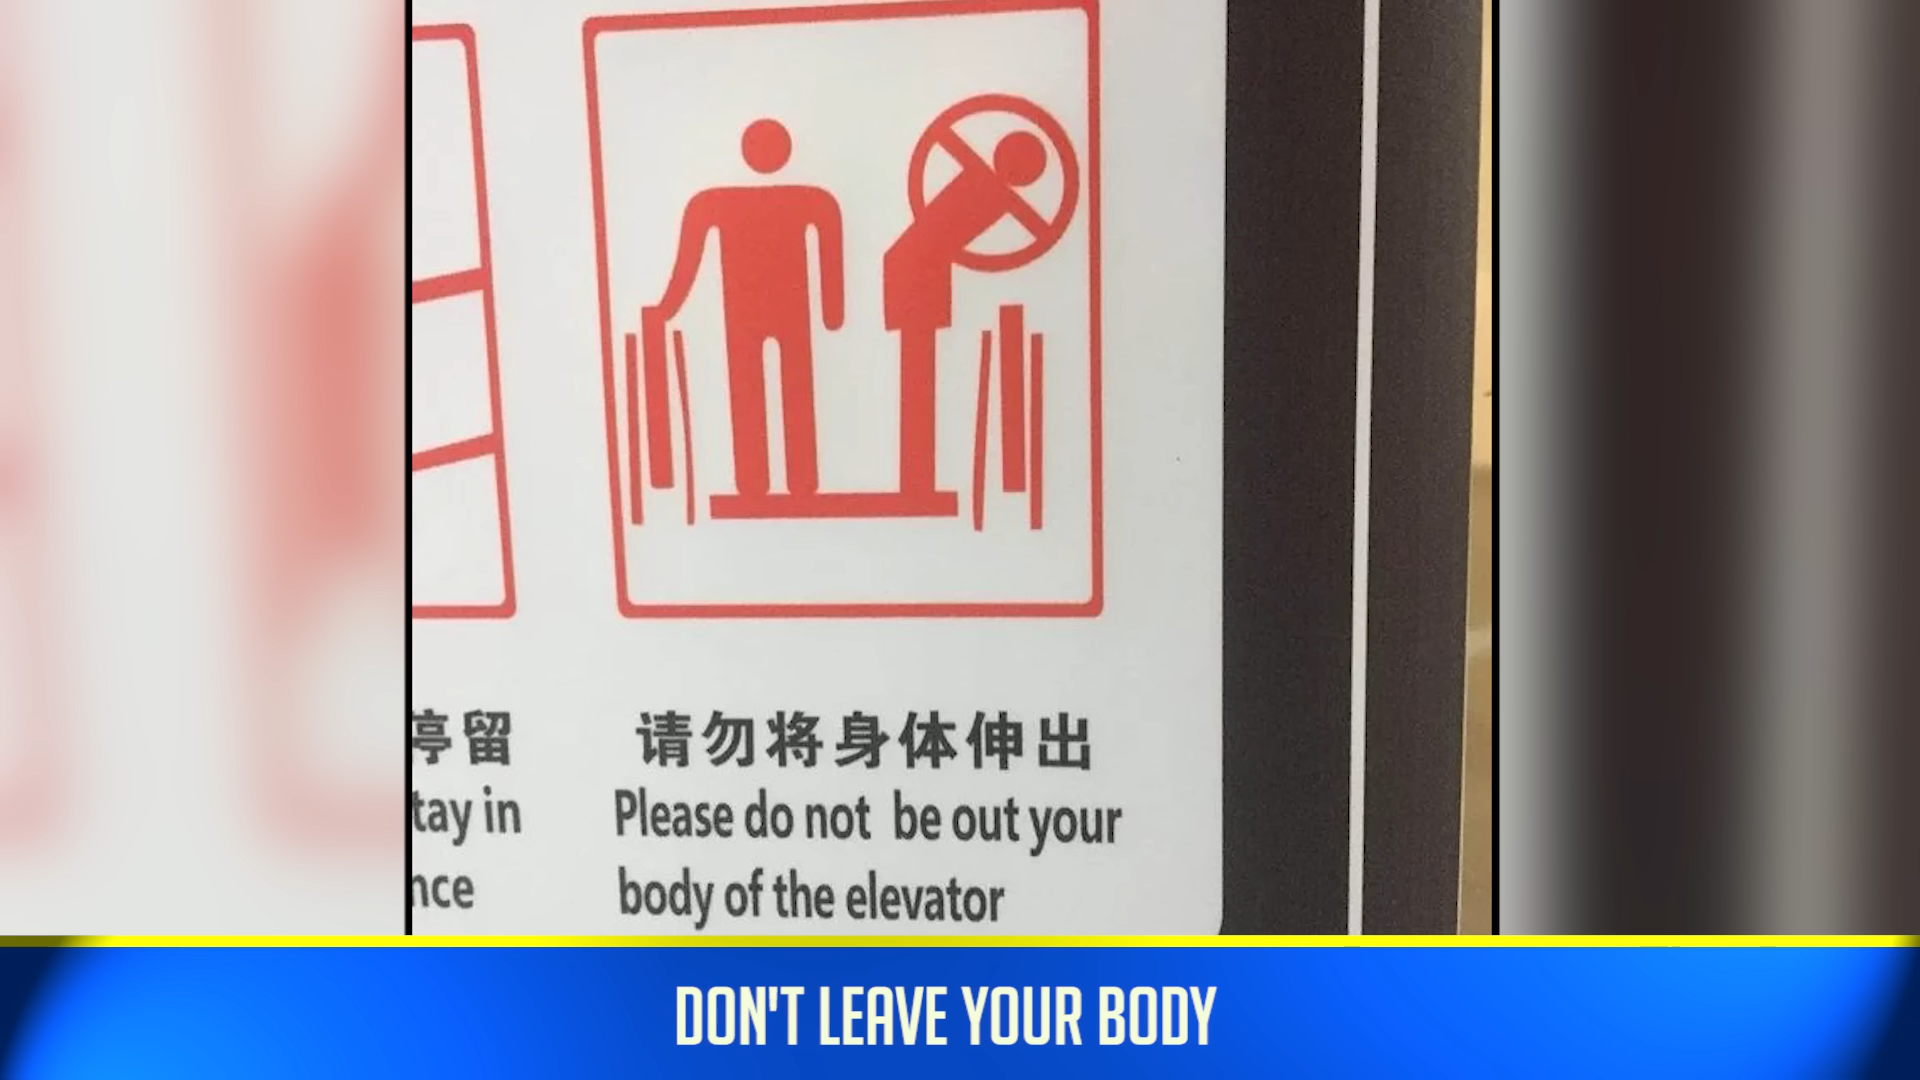 停留
tay in
nce
请勿将身体伸出
Please do not be out your
body of the elevator
DON'T LEAVE YOUR BODY